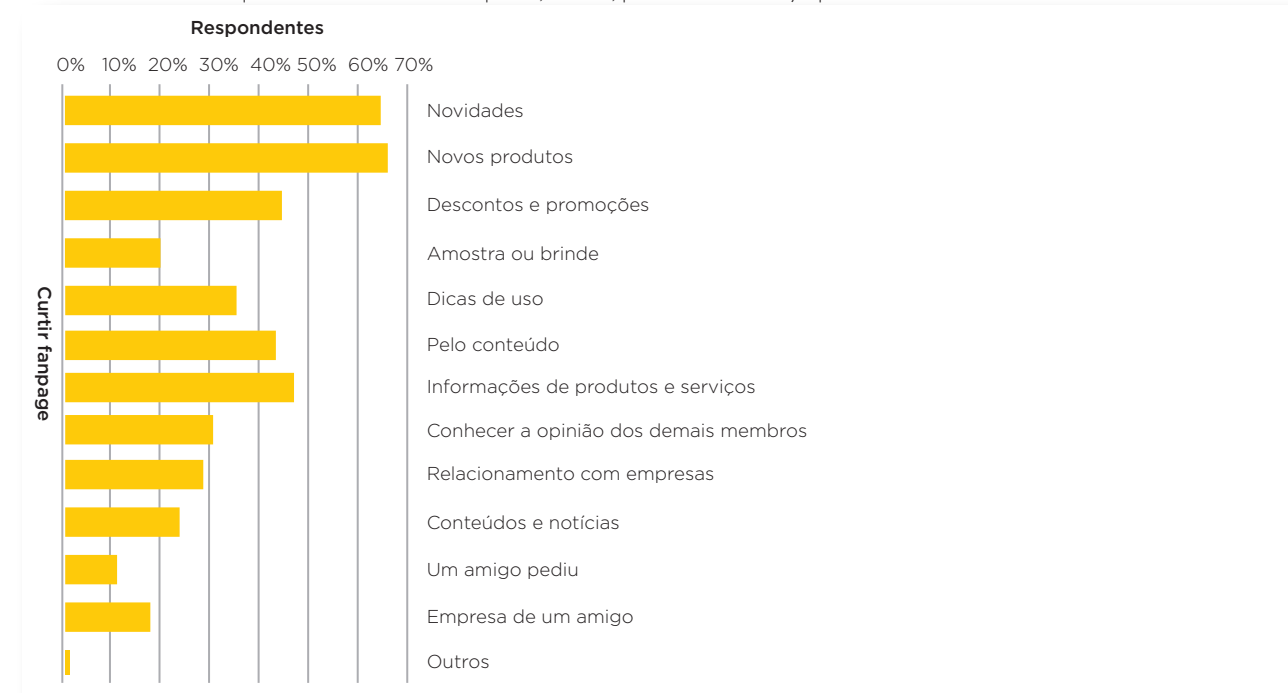 Respondentes
0% 10% 20% 30% 40% 50% 60% 70%
Curtir fanpage
Novidades
Novos produtos
Descontos e promoções
Amostra ou brinde
Dicas de uso
Pelo conteúdo
Informações de produtos e serviços
Conhecer a opinião dos demais membros
Relacionamento com empresas
Conteúdos e notícias
Um amigo pediu
Empresa de um amigo
Outros